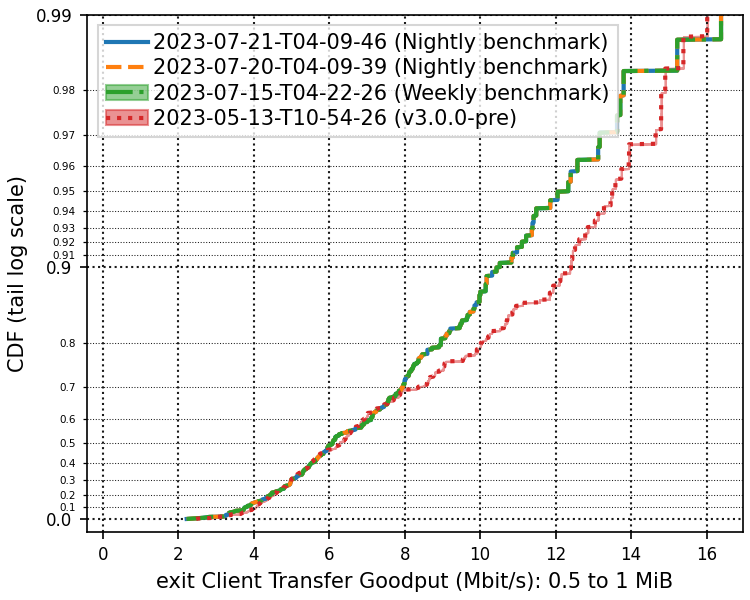 0.99
2023-07-21-T04-09-46 (Nightly benchmark)
2023-07-20-T04-09-39 (Nightly benchmark)
2023-07-15-T04-22-26 (Weekly benchmark)
2023-05-13-T10-54-26 (v3.0.0-pre)
0.98
0.97
0.96
0.95
0.94
0.93
0.92
0.91
0.9
0.8
0.7
0.6
0.5
0.4
0.3
0.2
0.1
0.0
CDF (tail log scale)
0 2 4 6 8 10 12 14 16
exit Client Transfer Goodput (Mbit/s): 0.5 to 1 MiB